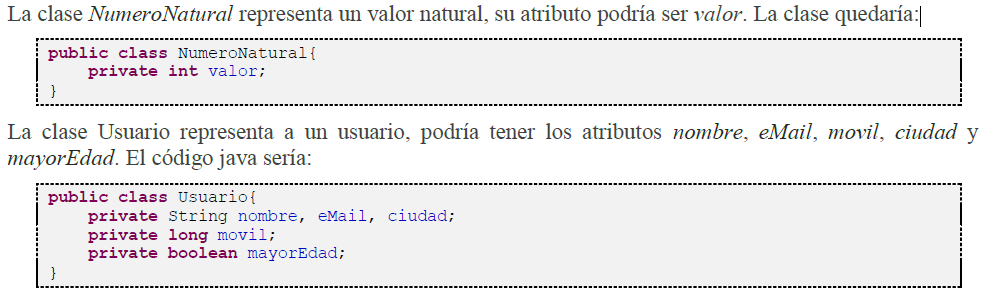 La clase NumeroNatural representa un valor natural, su atributo podría ser valor. La clase quedaría:
public class NumeroNatural{
    private int valor;
}
La clase Usuario representa a un usuario, podría tener los atributos nombre, eMail, movil, ciudad y
mayorEdad. El código java sería:
public class Usuario{
    private String nombre, eMail, ciudad;
    private long movil;
    private boolean mayorEdad;
}